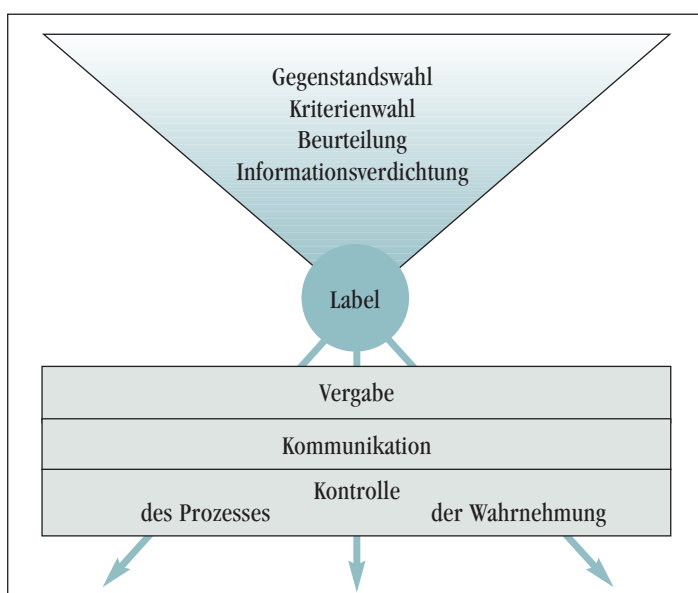 Gegenstandswahl
Kriterienwahl
Beurteilung
Informationsverdichtung
Label
Vergabe
Kommunikation
Kontrolle
des Prozesses der Wahrnehmung